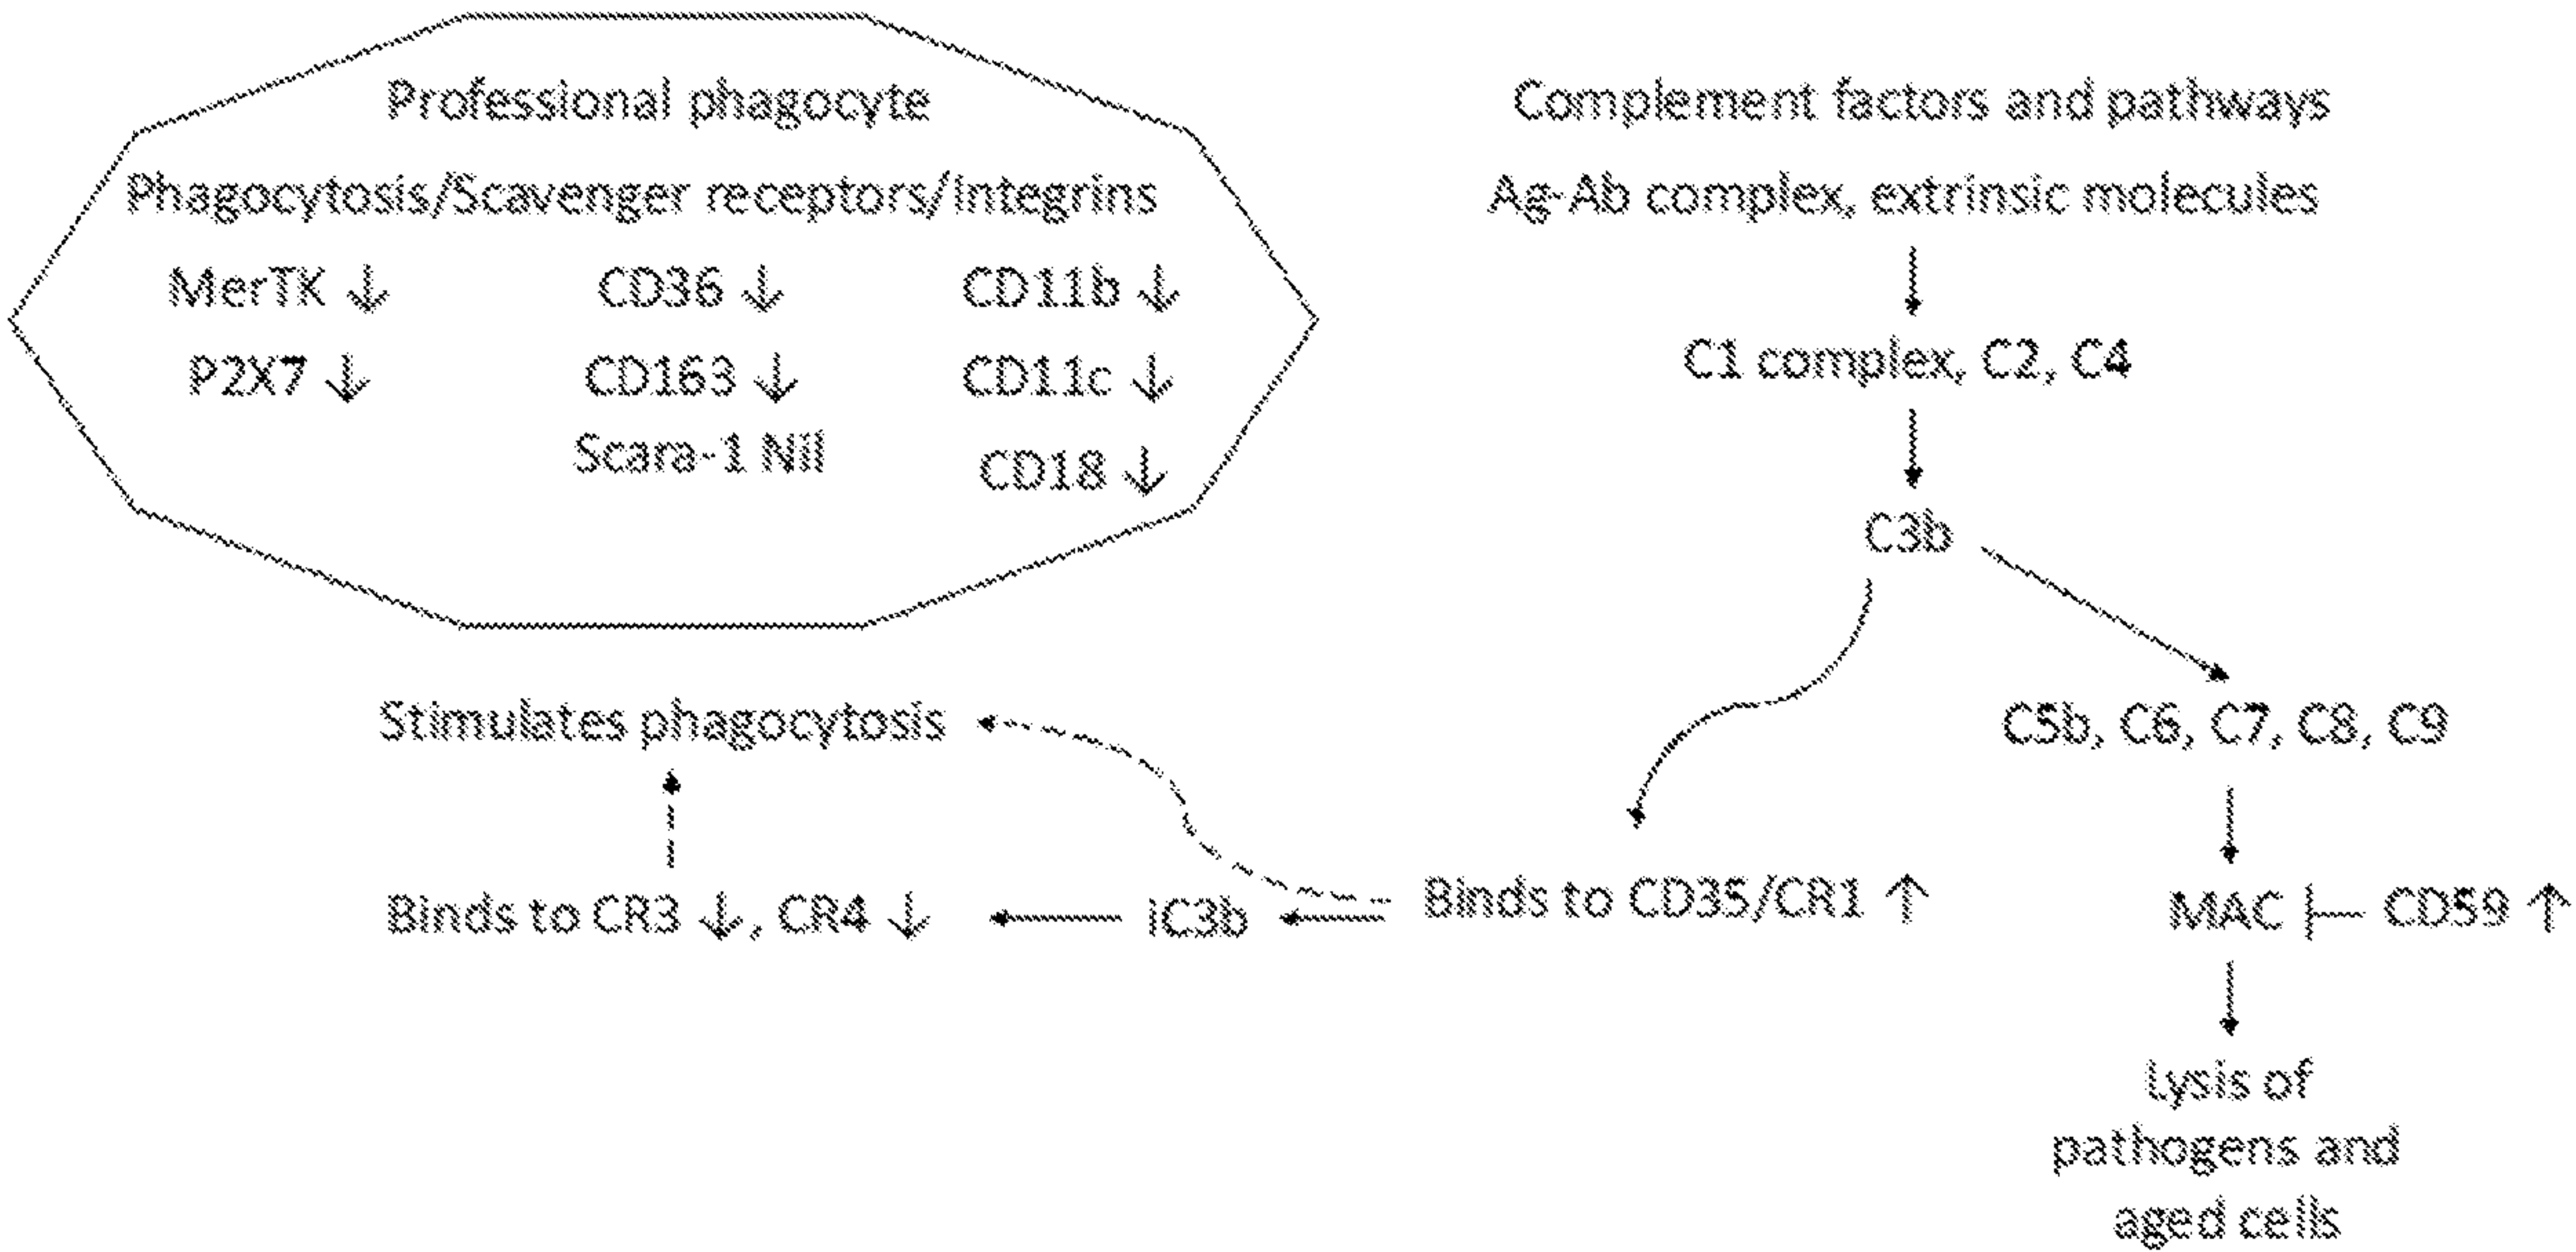 Professional phagocyte
Phagocytosis/Scavenger receptors/Integrins
MerTK ↓ CD36 ↓ CD11b ↓
P2X7 ↓ CD163 ↓ CD11c ↓
Scara-1 Nil
CD18 ↓
Complement factors and pathways
Ag-Ab complex, extrinsic molecules
C1 complex, C2, C4
C3b
Stimulates phagocytosis
C5b, C6, C7, C8, C9
Binds to CR3 ↓, CR4 ↓
iC3b
Binds to CD35/CR1 ↑
MAC
CD59 ↑
Lysis of
pathogens and
aged cells